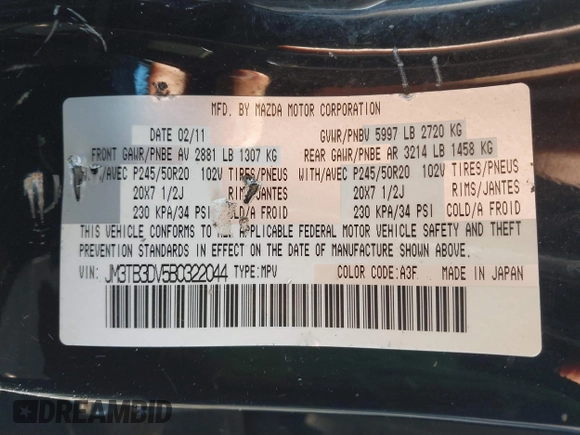 MFD. BY MAZDA MOTOR CORPORATION
DATE 02/11 GVWR/PNBV 5997 LB 2720 KG
FRONT GAWR/PNBE AV 2881 LB 1307 KG REAR GAWR/PNBE AR 3214 LB 1458 KG
WITH/AVEC P245/50R20 102V TIRES/PNEUS WITH/AVEC P245/50R20 102V TIRES/PNEUS
20X7 1/2J RIMS/JANTES 20X7 1/2J RIMS/JANTES
230 KPA/34 PSI COLD/A FROID 230 KPA/34 PSI COLD/A FROID
THIS VEHICLE CONFORMS TO ALL APPLICABLE FEDERAL MOTOR VEHICLE SAFETY AND THEFT
PREVENTION STANDARDS IN EFFECT ON THE DATE OF MANUFACTURE SHOWN ABOVE.
VIN: JM3TB3DV5B0322044 TYPE:MPV COLOR CODE:A3F MADE IN JAPAN
DREAMBID